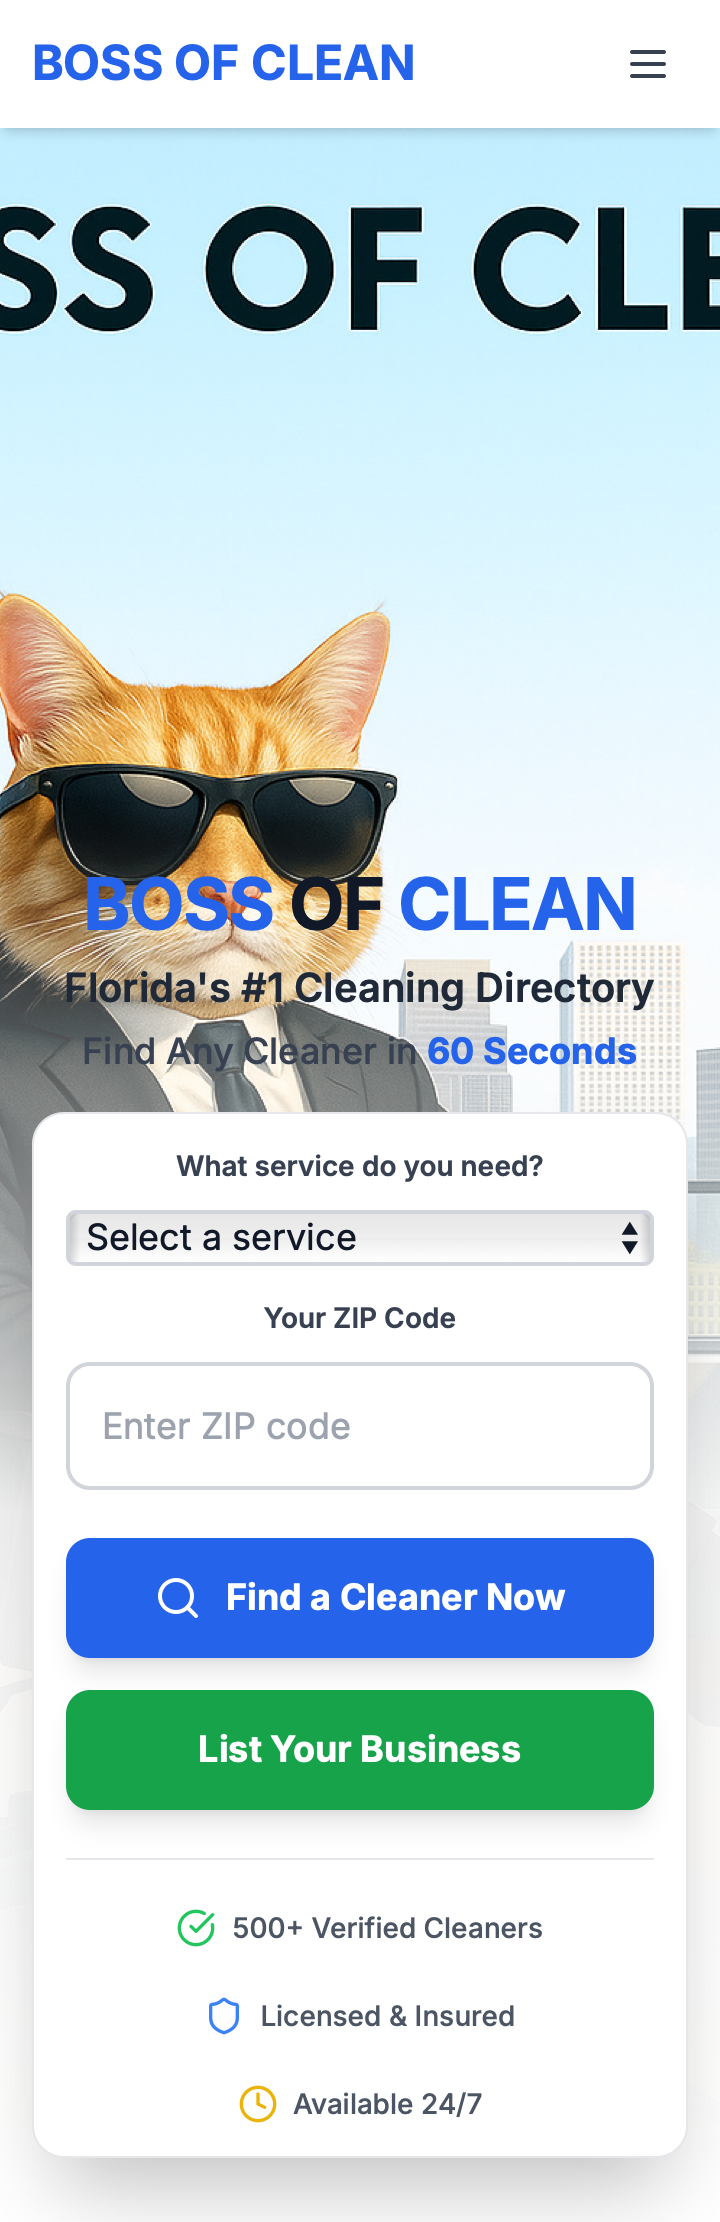 BOSS OF CLEAN
SS OF CLE
BOSS OF CLEAN
Florida's #1 Cleaning Directory
Find Any Cleaner in 60 Seconds
What service do you need?
Select a service
Your ZIP Code
Enter ZIP code
Find a Cleaner Now
List Your Business
500+ Verified Cleaners
Licensed & Insured
Available 24/7